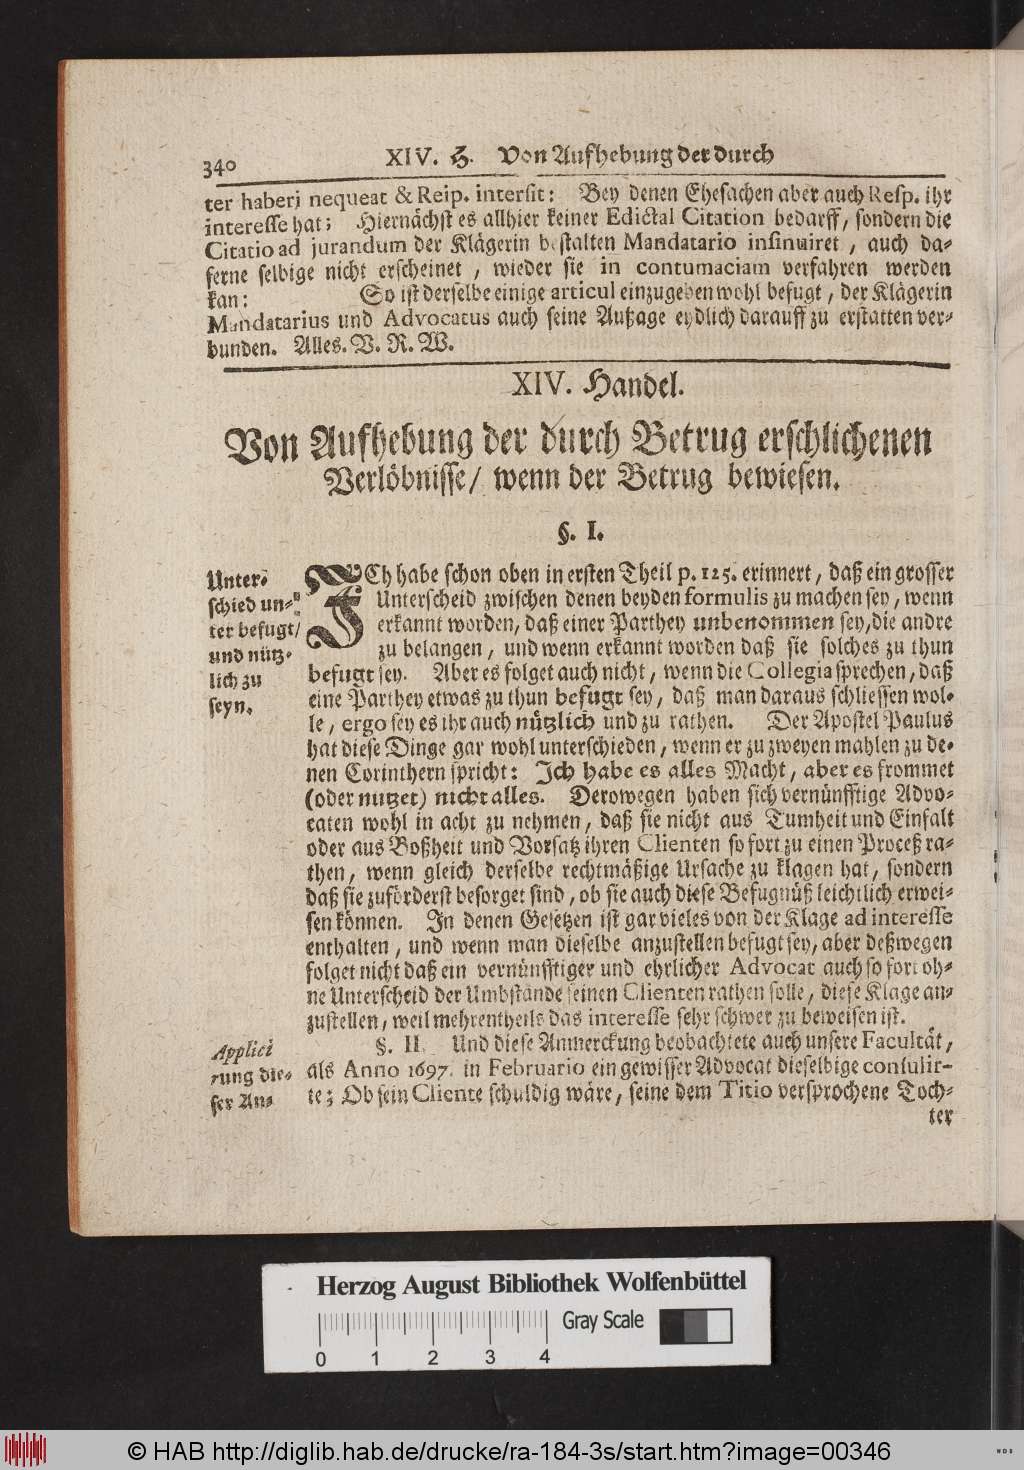 340
XIV. H. Von Aufhebung der durch
ter haberi nequeat & Reip. intersit: Bey denen Ehesachen aber auch Resp. ihr
interesse hat; Hiernächst es allhier keiner Edictal Citation bedarff, sondern die
Citatio ad jurandum der Klägerin bestalten Mandatario insinuiret, auch da-
ferne selbige nicht erscheinet, wieder sie in contumaciam verfahren werden
kan: So ist derselbe einige articul einzugeben wohl befugt, der Klägerin
Mandatarius und Advocatus auch seine Außage eydlich darauff zu erstatten ver-
bunden. Alles. V. R. W.
XIV. Handel.
Von Aufhebung der durch Betrug erschlichenen
Verlöbnisse/ wenn der Betrug bewiesen.
§. I.
Unter-
schied un-
ter befugt/
und nütz-
lich zu
seyn.
ICh habe schon oben in ersten Theil p. 125. erinnert, daß ein grosser
Unterscheid zwischen denen beyden formulis zu machen sey, wenn
erkannt worden, daß einer Parthey unbenommen sey, die andre
zu belangen, und wenn erkannt worden daß sie solches zu thun
befugt sey. Aber es folget auch nicht, wenn die Collegia sprechen, daß
eine Parthey etwas zu thun befugt sey, daß man daraus schliessen wol-
le, ergo sey es ihr auch nützlich und zu rathen. Der Apostel Paulus
hat diese Dinge gar wohl unterschieden, wenn er zu zweyen mahlen zu de-
nen Corinthern spricht: Ich habe es alles Macht, aber es frommet
(oder nutzet) nicht alles. Derowegen haben sich vernünfftige Advo-
caten wohl in acht zu nehmen, daß sie nicht aus Tumheit und Einfalt
oder aus Boßheit und Vorsatz ihren Clienten so fort zu einen Proceß ra-
then, wenn gleich derselbe rechtmäßige Ursache zu klagen hat, sondern
daß sie zuförderst besorget sind, ob sie auch diese Befugnüß leichtlich erwei-
sen können. In denen Gesetzen ist gar vieles von der Klage ad interesse
enthalten, und wenn man dieselbe anzustellen befugt sey, aber deßwegen
folget nicht daß ein vernünfftiger und ehrlicher Advocat auch so fort oh-
ne Unterscheid der Umbstände seinen Clienten rathen solle, diese Klage an-
zustellen, weil mehrentheils das interesse sehr schwer zu beweisen ist.
Applici
rung die-
ser An-
§. II. Und diese Anmerckung beobachtete auch unsere Facultät,
als Anno 1697. in Februario ein gewisser Advocat dieselbige consulir-
te; Ob sein Cliente schuldig wäre, seine dem Titio versprochene Toch-
ter
Herzog August Bibliothek Wolfenbüttel
Gray Scale
0 1 2 3 4
© HAB http://diglib.hab.de/drucke/ra-184-3s/start.htm?image=00346
WDB